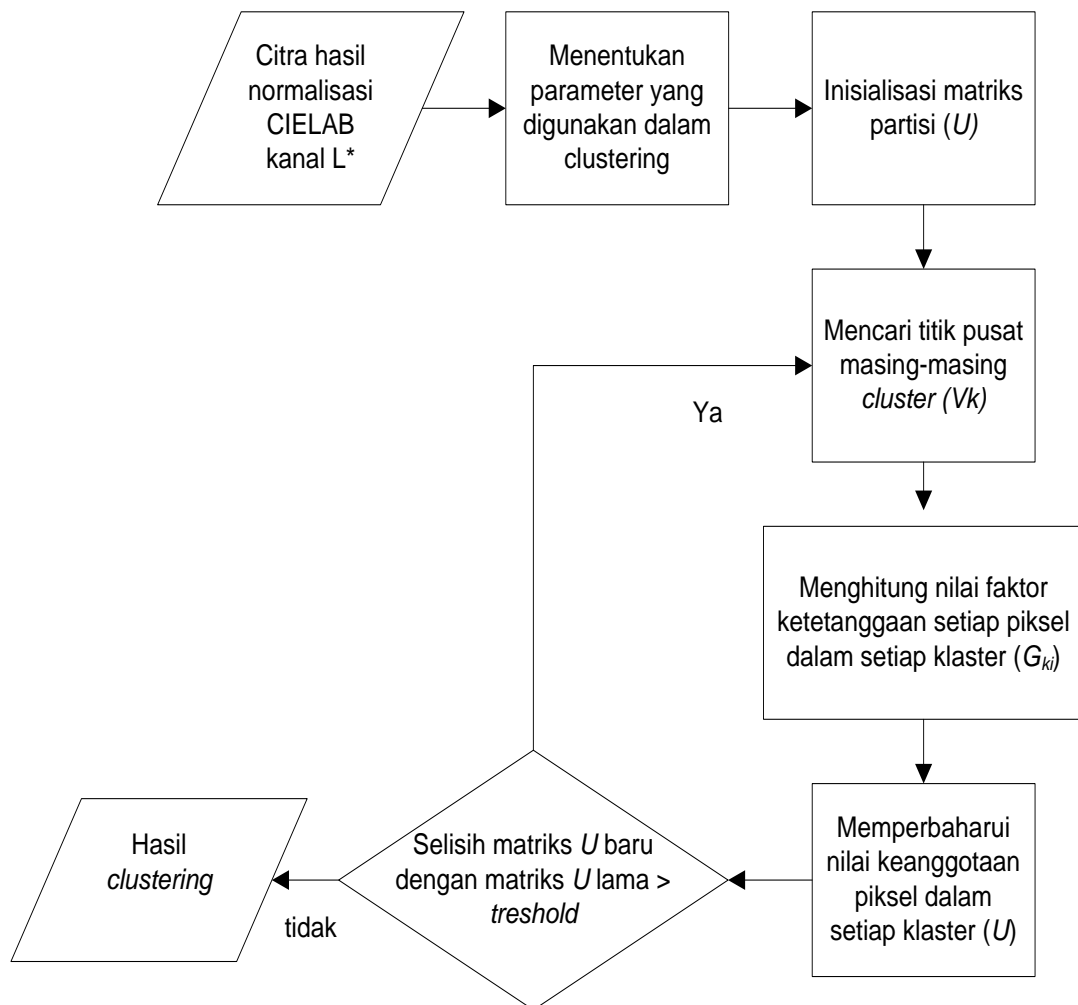 Citra hasil
normalisasi
CIELAB
kanal L*
Menentukan
parameter yang
digunakan dalam
clustering
Inisialisasi matriks
partisi (U)
Mencari titik pusat
masing-masing
cluster (Vk)
Ya
Menghitung nilai faktor
ketetanggaan setiap piksel
dalam setiap klaster (Gki)
Memperbaharui
nilai keanggotaan
piksel dalam
setiap klaster (U)
Selisih matriks U baru
dengan matriks U lama >
treshold
tidak
Hasil
clustering